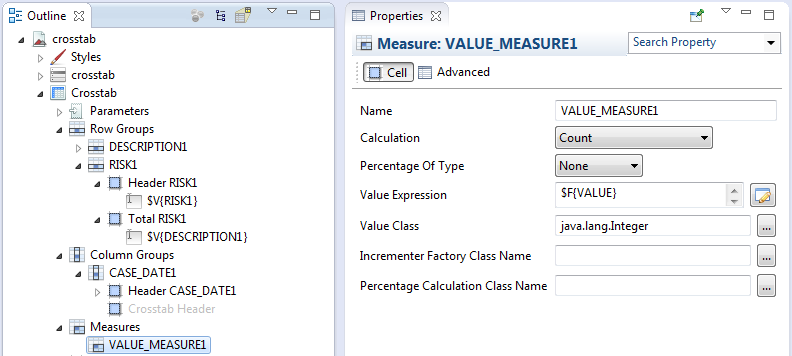 Outline
crosstab
Styles
crosstab
Crosstab
Parameters
Row Groups
DESCRIPTION1
RISK1
Header RISK1
$V{RISK1}
Total RISK1
$V{DESCRIPTION1}
Column Groups
CASE_DATE1
Header CASE_DATE1
Crosstab Header
Measures
VALUE_MEASURE1
Properties
Measure: VALUE_MEASURE1
Search Property
Cell Advanced
Name VALUE_MEASURE1
Calculation Count
Percentage Of Type None
Value Expression $F{VALUE}
Value Class java.lang.Integer ...
Incrementer Factory Class Name ...
Percentage Calculation Class Name ...